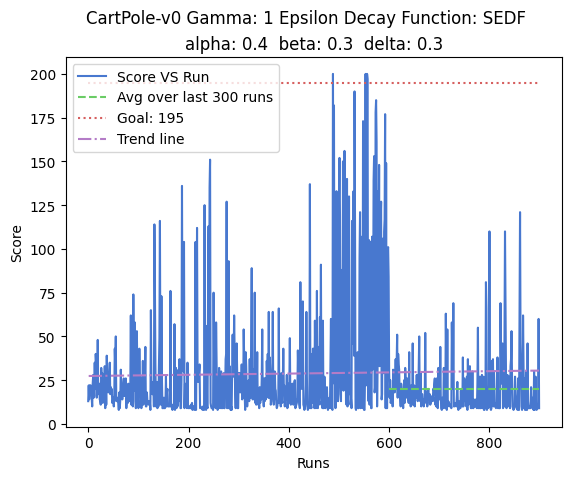 CartPole-v0 Gamma: 1 Epsilon Decay Function: SEDF
alpha: 0.4 beta: 0.3 delta: 0.3
Score VS Run
Avg over last 300 runs
Goal: 195
Trend line
200
175
150
125
100
75
50
25
0
Score
0 200 400 600 800
Runs